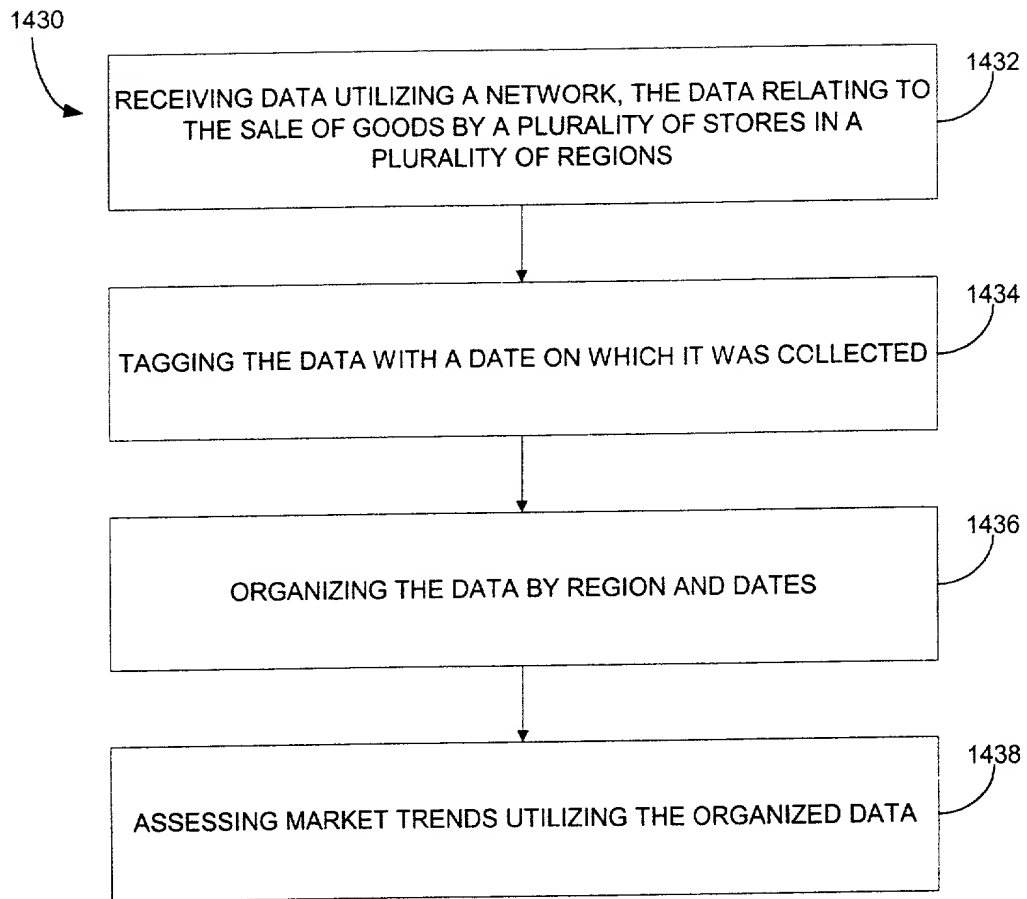 1430
1432
RECEIVING DATA UTILIZING A NETWORK, THE DATA RELATING TO
THE SALE OF GOODS BY A PLURALITY OF STORES IN A
PLURALITY OF REGIONS
1434
TAGGING THE DATA WITH A DATE ON WHICH IT WAS COLLECTED
1436
ORGANIZING THE DATA BY REGION AND DATES
1438
ASSESSING MARKET TRENDS UTILIZING THE ORGANIZED DATA